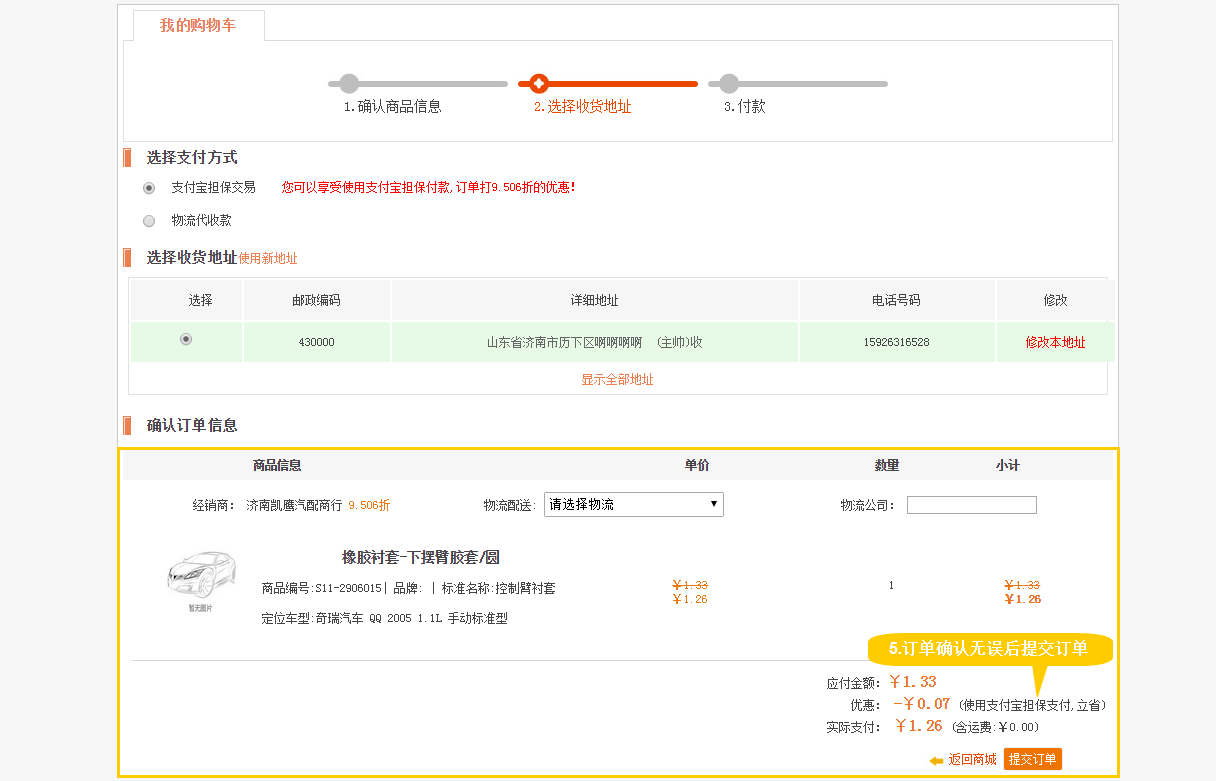 我的购物车
1.确认商品信息 2.选择收货地址 3.付款
选择支付方式
支付宝担保交易 您可以享受使用支付宝担保付款,订单打9.506折的优惠!
物流代收款
选择收货地址使用新地址
选择 邮政编码 详细地址 电话号码 修改
430000 山东省济南市历下区啊啊啊啊 (主帅)收 15926316528 修改本地址
显示全部地址
确认订单信息
商品信息 单价 数量 小计
经销商: 济南凯鹰汽配商行 9.506折 物流配送: 请选择物流 物流公司:
橡胶衬套-下摆臂胶套/圆
商品编号:S11-2906015| 品牌: | 标准名称:控制臂衬套
¥1.33 1 ¥1.33
¥1.26 ¥1.26
暂无图片
定位车型:奇瑞汽车 QQ 2005 1.1L 手动标准型
5.订单确认无误后提交订单
应付金额: ¥1.33
优惠: -¥0.07 (使用支付宝担保支付,立省)
实际支付: ¥1.26 (含运费:¥0.00)
返回商城 提交订单